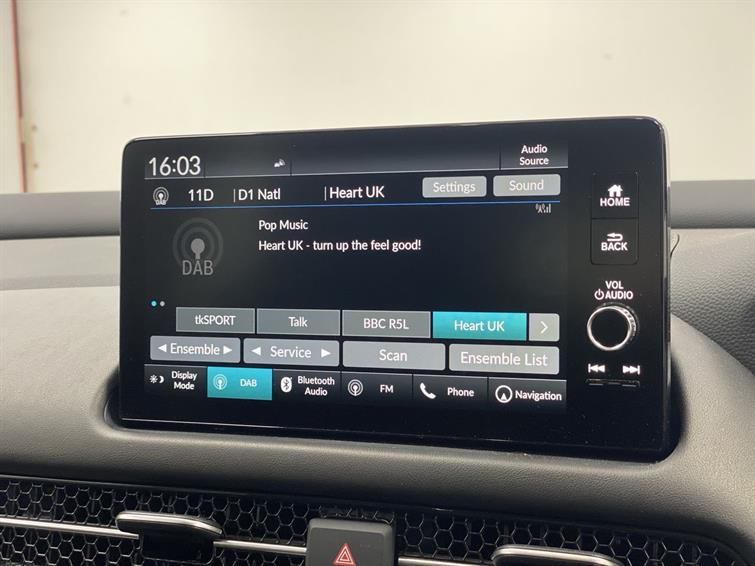 16:03
Audio
Source
DAB 11D D1 Natl Heart UK Settings Sound
HOME
Pop Music
Heart UK - turn up the feel good!
DAB
BACK
VOL
AUDIO
tkSPORT Talk BBC R5L Heart UK
Ensemble Service Scan Ensemble List
Display
Mode
DAB
Bluetooth
Audio
FM
Phone
Navigation